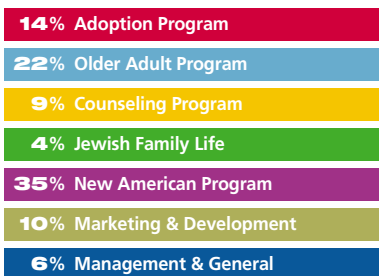 14% Adoption Program
22% Older Adult Program
9% Counseling Program
4% Jewish Family Life
35% New American Program
10% Marketing & Development
6% Management & General